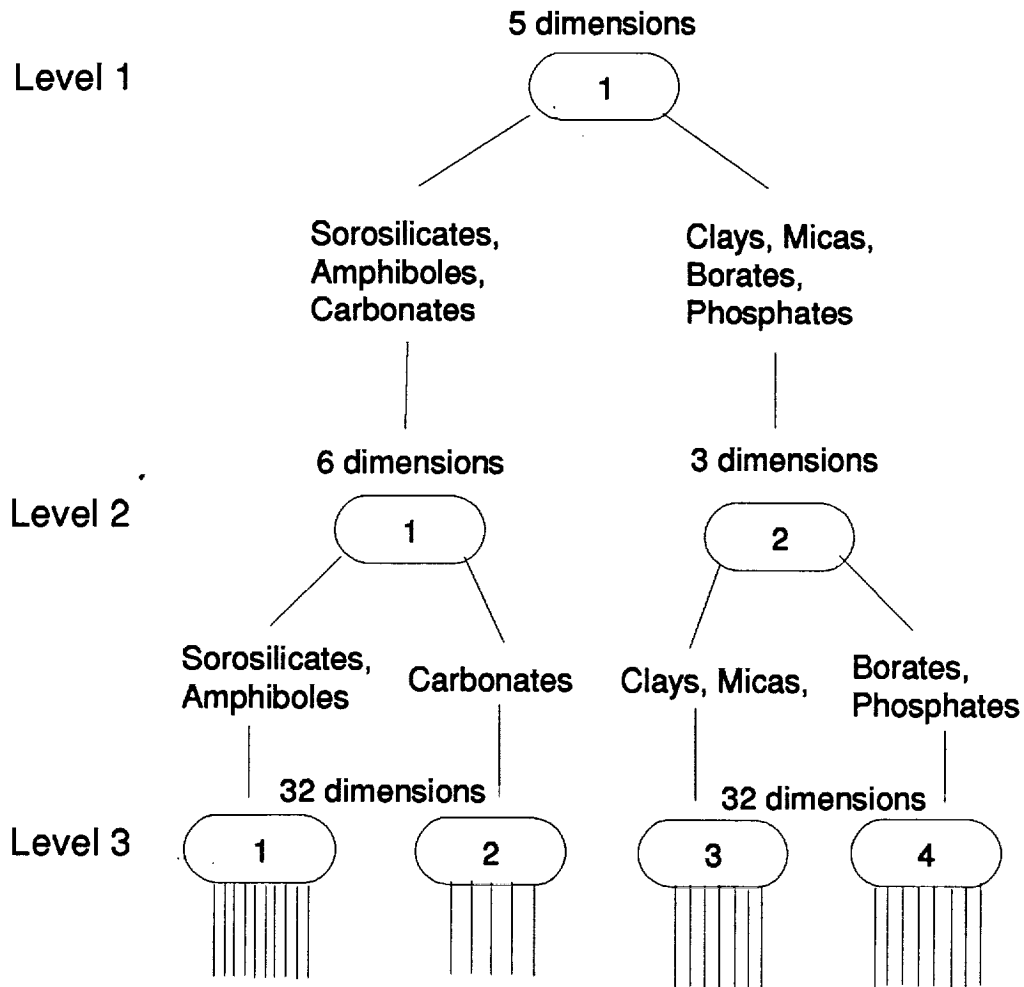 5 dimensions
Level 1
1
Sorosilicates,
Amphiboles,
Carbonates
Clays, Micas,
Borates,
Phosphates
6 dimensions
3 dimensions
Level 2
1
2
Sorosilicates,
Amphiboles
Carbonates
Clays, Micas,
Borates,
Phosphates
32 dimensions
32 dimensions
Level 3
1
2
3
4